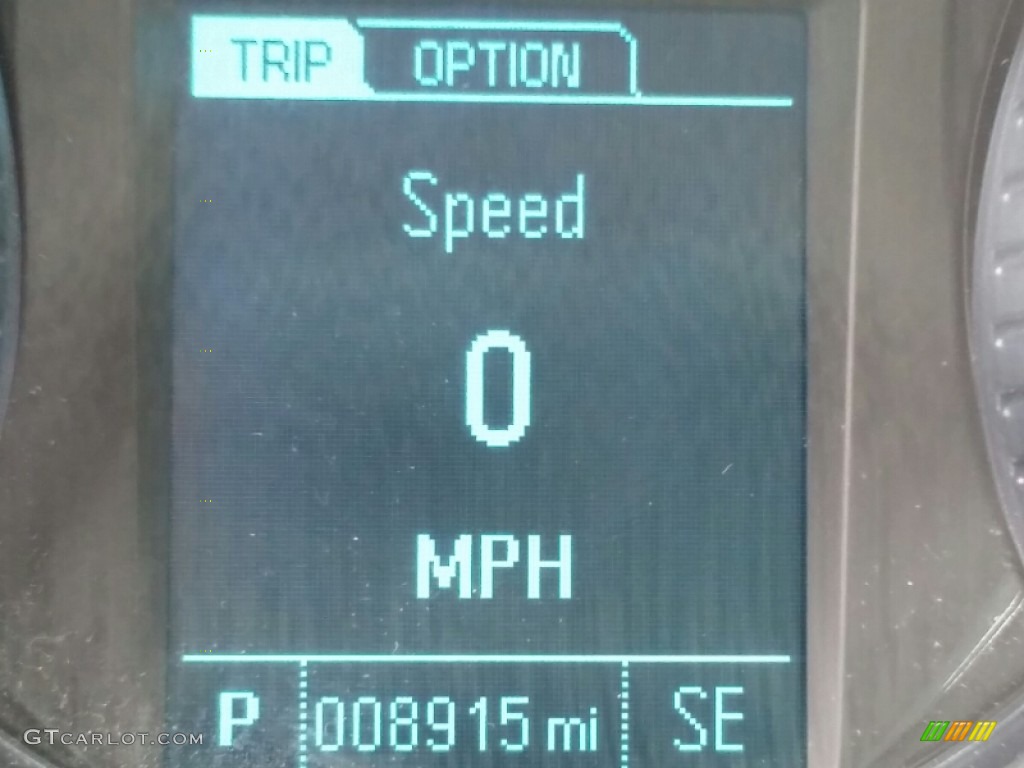 TRIP OPTION
Speed
0
MPH
P 008915 mi SE
GTCARLOT.COM